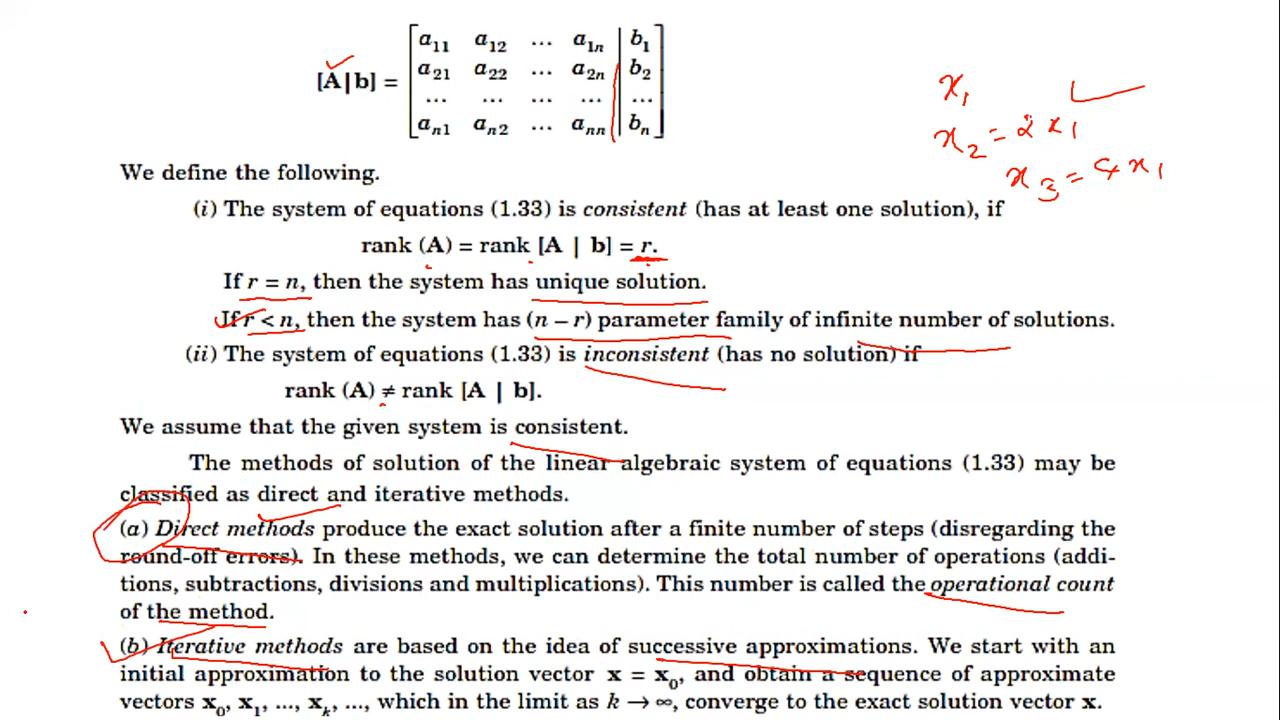 [A|b] = [ a11 a12 ... a1n | b1
a21 a22 ... a2n | b2
... ... ... ... | ...
an1 an2 ... ann | bn ]
x1
x2 = 2 x1
x3 = 4 x1
We define the following.
(i) The system of equations (1.33) is consistent (has at least one solution), if
rank (A) = rank [A | b] = r.
If r = n, then the system has unique solution.
If r < n, then the system has (n – r) parameter family of infinite number of solutions.
(ii) The system of equations (1.33) is inconsistent (has no solution) if
rank (A) ≠ rank [A | b].
We assume that the given system is consistent.
The methods of solution of the linear algebraic system of equations (1.33) may be
classified as direct and iterative methods.
(a) Direct methods produce the exact solution after a finite number of steps (disregarding the
round-off errors). In these methods, we can determine the total number of operations (addi-
tions, subtractions, divisions and multiplications). This number is called the operational count
of the method.
(b) Iterative methods are based on the idea of successive approximations. We start with an
initial approximation to the solution vector x = x0, and obtain a sequence of approximate
vectors x0, x1, ..., xk, ..., which in the limit as k → ∞, converge to the exact solution vector x.